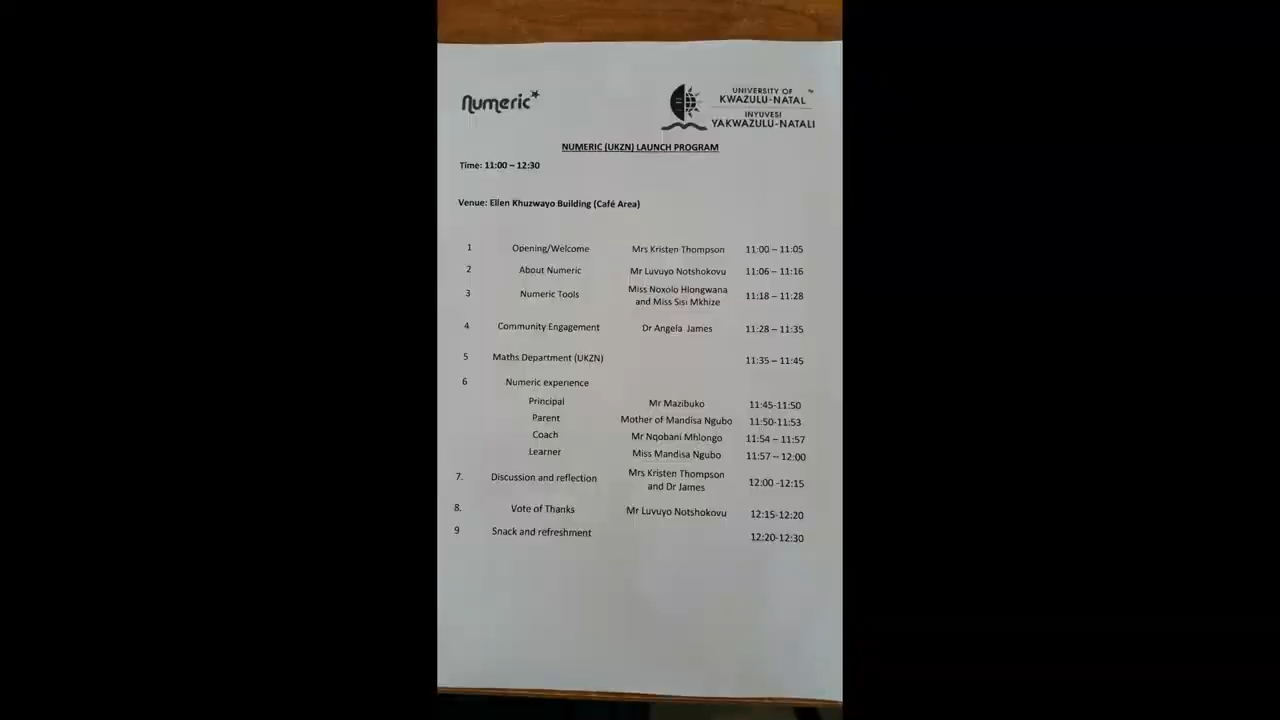 Numeric
UNIVERSITY OF
KWAZULU-NATAL ™
INYUVESI
YAKWAZULU-NATALI
NUMERIC (UKZN) LAUNCH PROGRAM
Time: 11:00 – 12:30
Venue: Ellen Khuzwayo Building (Café Area)
1 Opening/Welcome Mrs Kristen Thompson 11:00 – 11:05
2 About Numeric Mr Luvuyo Notshokovu 11:06 – 11:16
3 Numeric Tools Miss Noxolo Hlongwana and Miss Sisi Mkhize 11:18 – 11:28
4 Community Engagement Dr Angela James 11:28 – 11:35
5 Maths Department (UKZN) 11:35 – 11:45
6 Numeric experience
Principal Mr Mazibuko 11:45-11:50
Parent Mother of Mandisa Ngubo 11:50-11:53
Coach Mr Nqobani Mhlongo 11:54 – 11:57
Learner Miss Mandisa Ngubo 11:57 – 12:00
7. Discussion and reflection Mrs Kristen Thompson and Dr James 12:00 -12:15
8. Vote of Thanks Mr Luvuyo Notshokovu 12:15-12:20
9 Snack and refreshment 12:20-12:30